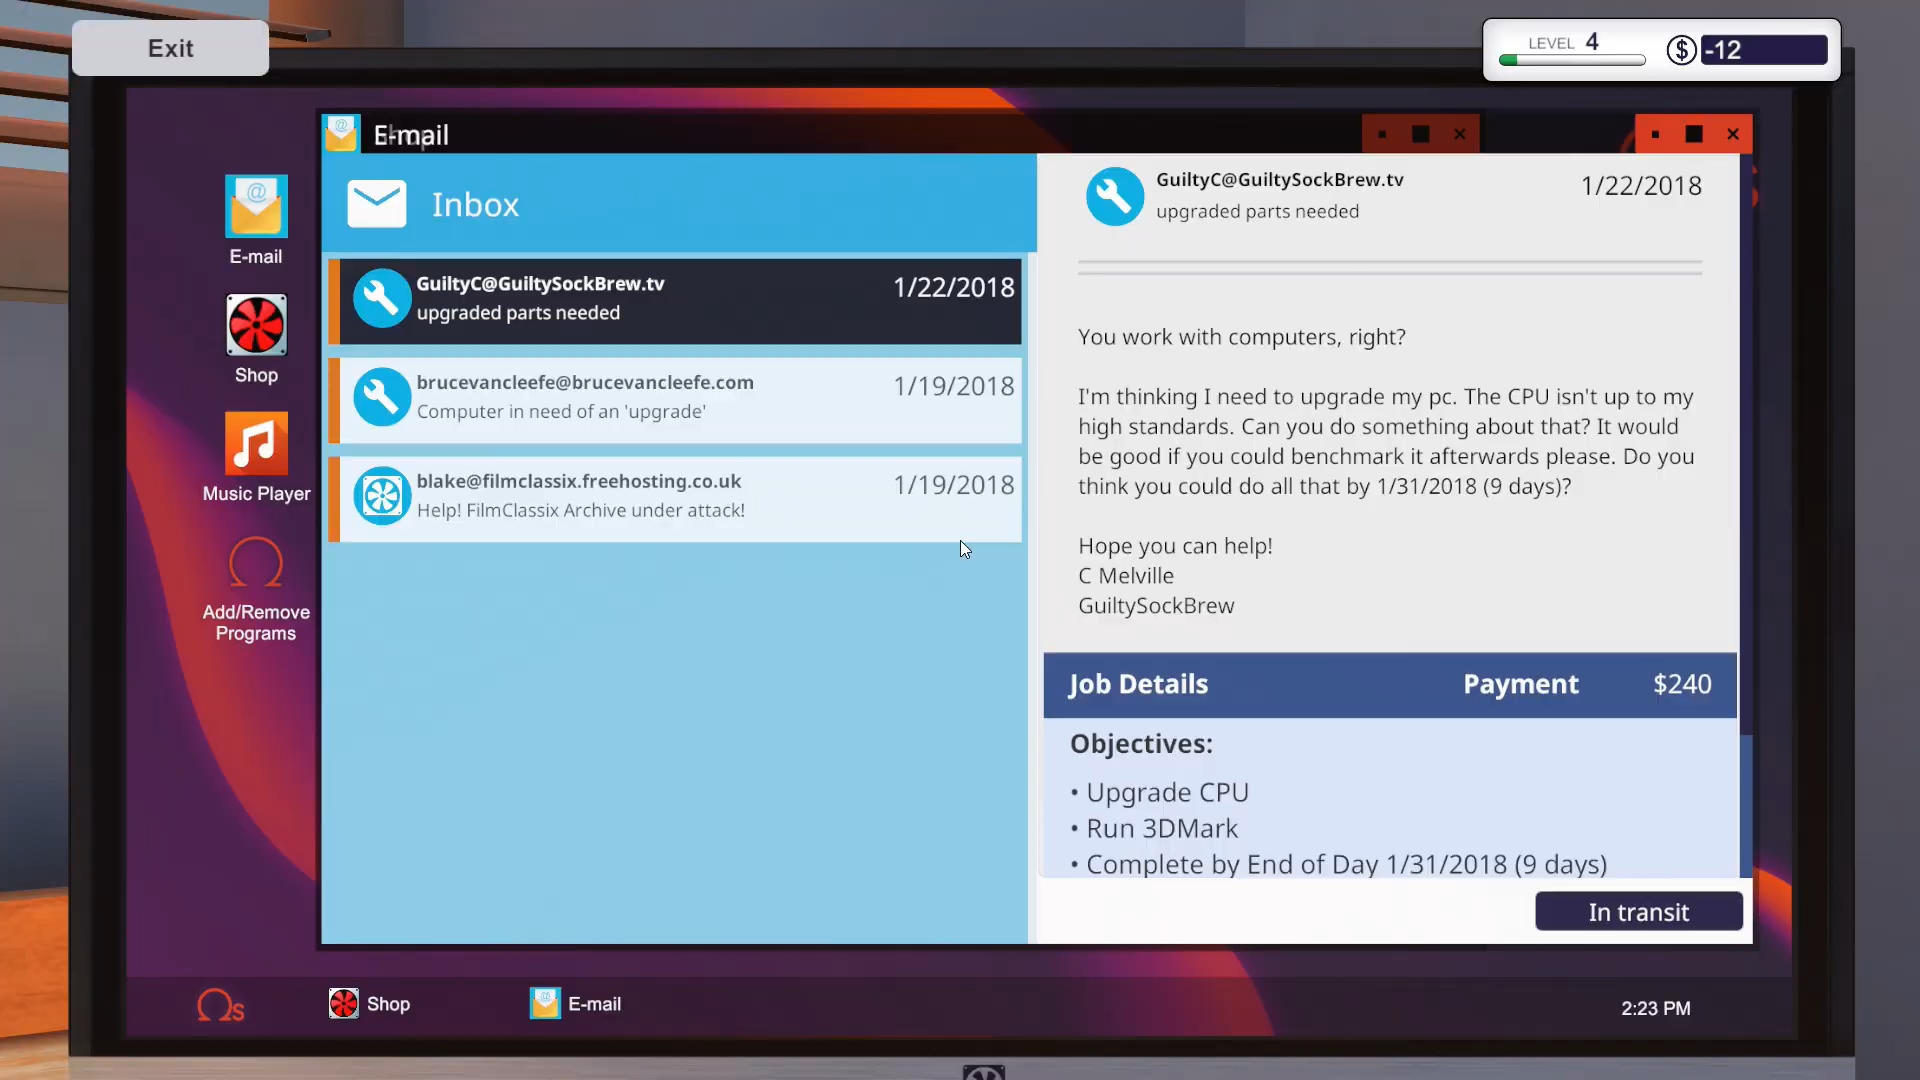 Exit
LEVEL 4
$ -12
E-mail
Inbox
GuiltyC@GuiltySockBrew.tv
1/22/2018
upgraded parts needed
brucevancleefe@brucevancleefe.com
1/19/2018
Computer in need of an 'upgrade'
blake@filmclassix.freehosting.co.uk
1/19/2018
Help! FilmClassix Archive under attack!
GuiltyC@GuiltySockBrew.tv
1/22/2018
upgraded parts needed
You work with computers, right?
I'm thinking I need to upgrade my pc. The CPU isn't up to my
high standards. Can you do something about that? It would
be good if you could benchmark it afterwards please. Do you
think you could do all that by 1/31/2018 (9 days)?
Hope you can help!
C Melville
GuiltySockBrew
Job Details Payment $240
Objectives:
• Upgrade CPU
• Run 3DMark
• Complete by End of Day 1/31/2018 (9 days)
In transit
E-mail
Shop
Music Player
Add/Remove
Programs
Ωs
Shop
E-mail
2:23 PM